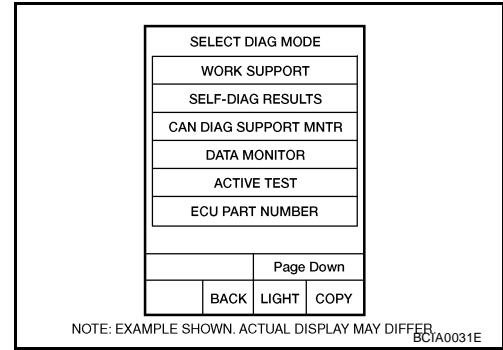 SELECT DIAG MODE
WORK SUPPORT
SELF-DIAG RESULTS
CAN DIAG SUPPORT MNTR
DATA MONITOR
ACTIVE TEST
ECU PART NUMBER
Page Down
BACK LIGHT COPY
NOTE: EXAMPLE SHOWN. ACTUAL DISPLAY MAY DIFFER.
BCIA0031E